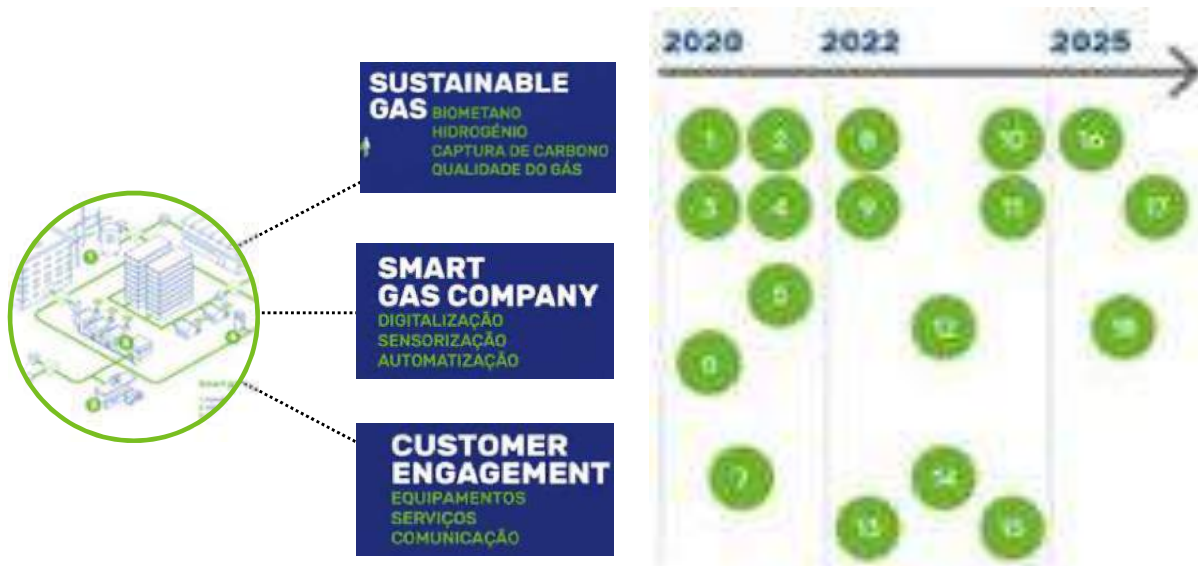 SUSTAINABLE
GAS
BIOMETANO
HIDROGÉNIO
CAPTURA DE CARBONO
QUALIDADE DO GÁS
SMART
GAS COMPANY
DIGITALIZAÇÃO
SENSORIZAÇÃO
AUTOMATIZAÇÃO
CUSTOMER
ENGAGEMENT
EQUIPAMENTOS
SERVIÇOS
COMUNICAÇÃO
2020 2022 2025
1 2 8 10 16
3 4 9 11 17
5
12 18
6
7 14
13 15